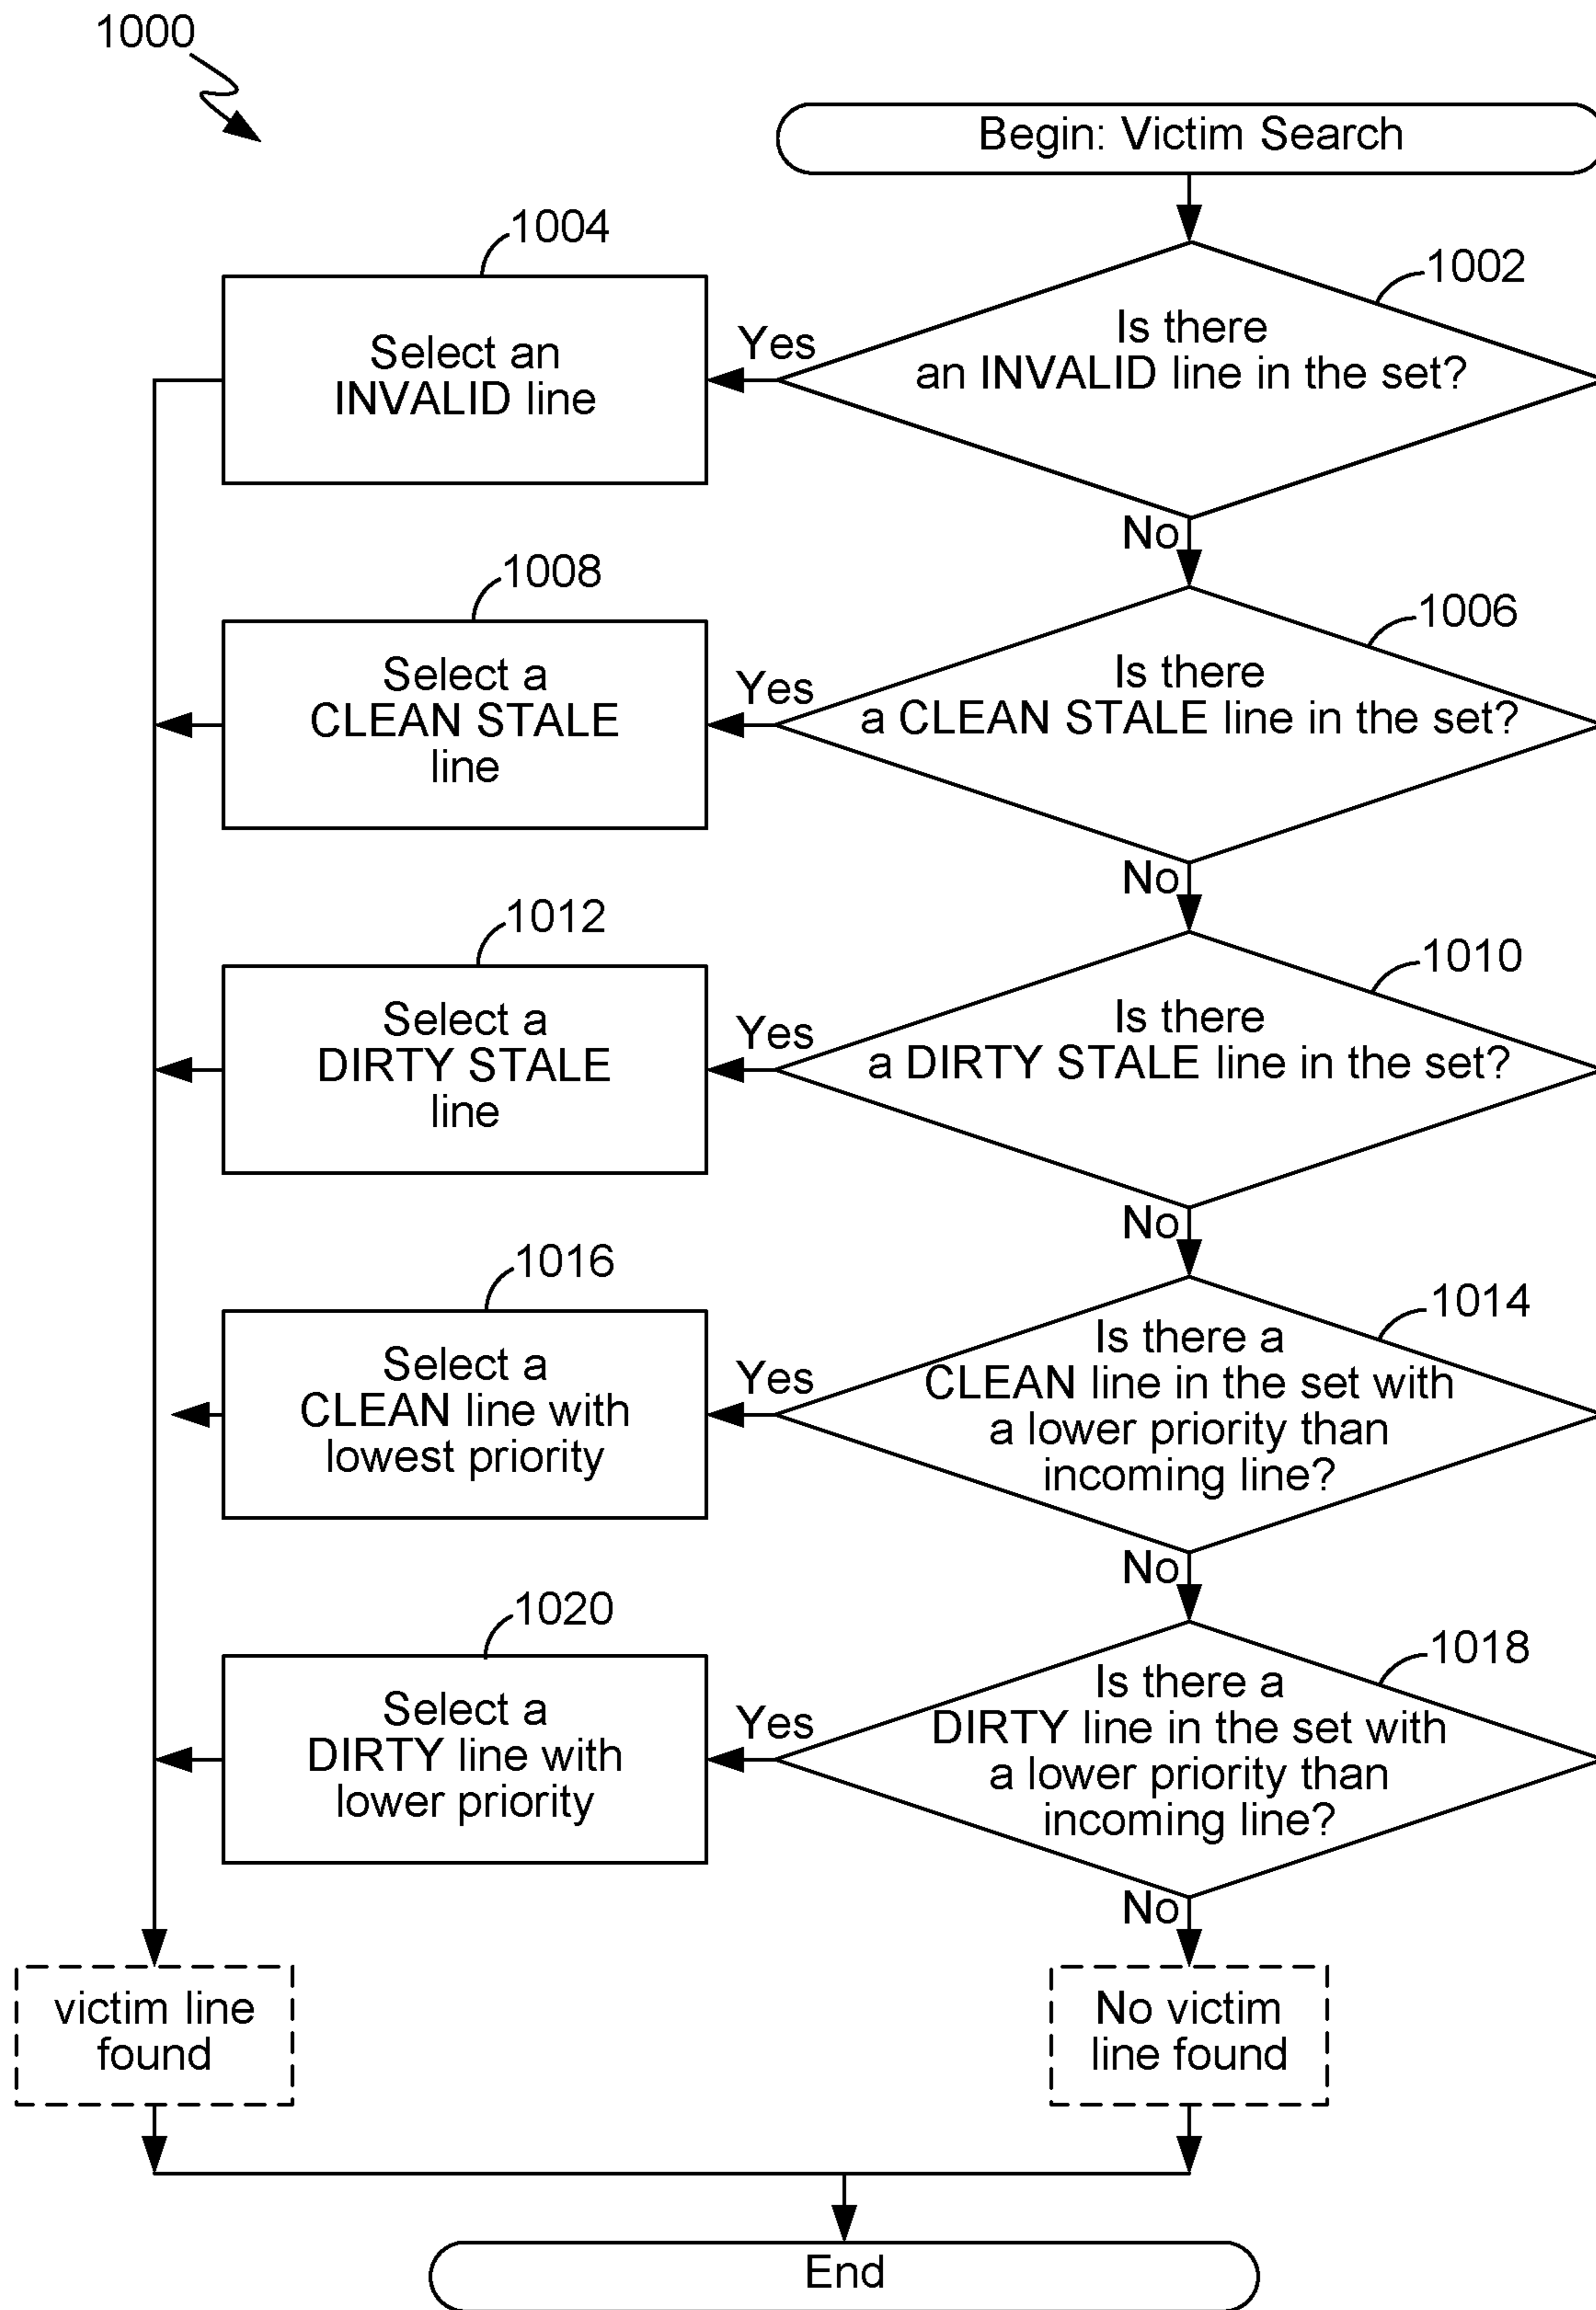 1000
Begin: Victim Search
1004
1002
Select an
INVALID line
Yes
Is there
an INVALID line in the set?
No
1008
1006
Select a
CLEAN STALE
line
Yes
Is there
a CLEAN STALE line in the set?
No
1012
1010
Select a
DIRTY STALE
line
Yes
Is there
a DIRTY STALE line in the set?
No
1016
1014
Select a
CLEAN line with
lowest priority
Yes
Is there a
CLEAN line in the set with
a lower priority than
incoming line?
No
1020
1018
Select a
DIRTY line with
lower priority
Yes
Is there a
DIRTY line in the set with
a lower priority than
incoming line?
No
victim line
found
No victim
line found
End